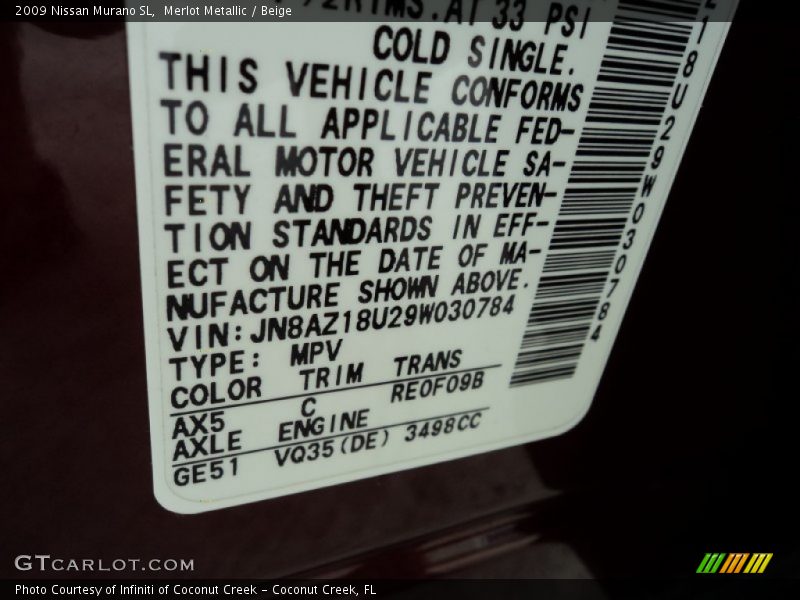 2009 Nissan Murano SL, Merlot Metallic / Beige
AT 33 PSI
COLD SINGLE.
THIS VEHICLE CONFORMS
TO ALL APPLICABLE FED-
ERAL MOTOR VEHICLE SA-
FETY AND THEFT PREVEN-
TION STANDARDS IN EFF-
ECT ON THE DATE OF MA-
NUFACTURE SHOWN ABOVE.
VIN: JN8AZ18U29W030784
TYPE: MPV
COLOR TRIM TRANS
AX5 C RE0F09B
AXLE ENGINE
GE51 VQ35(DE) 3498CC
18U29W030784
GTCARLOT.COM
Photo Courtesy of Infiniti of Coconut Creek - Coconut Creek, FL